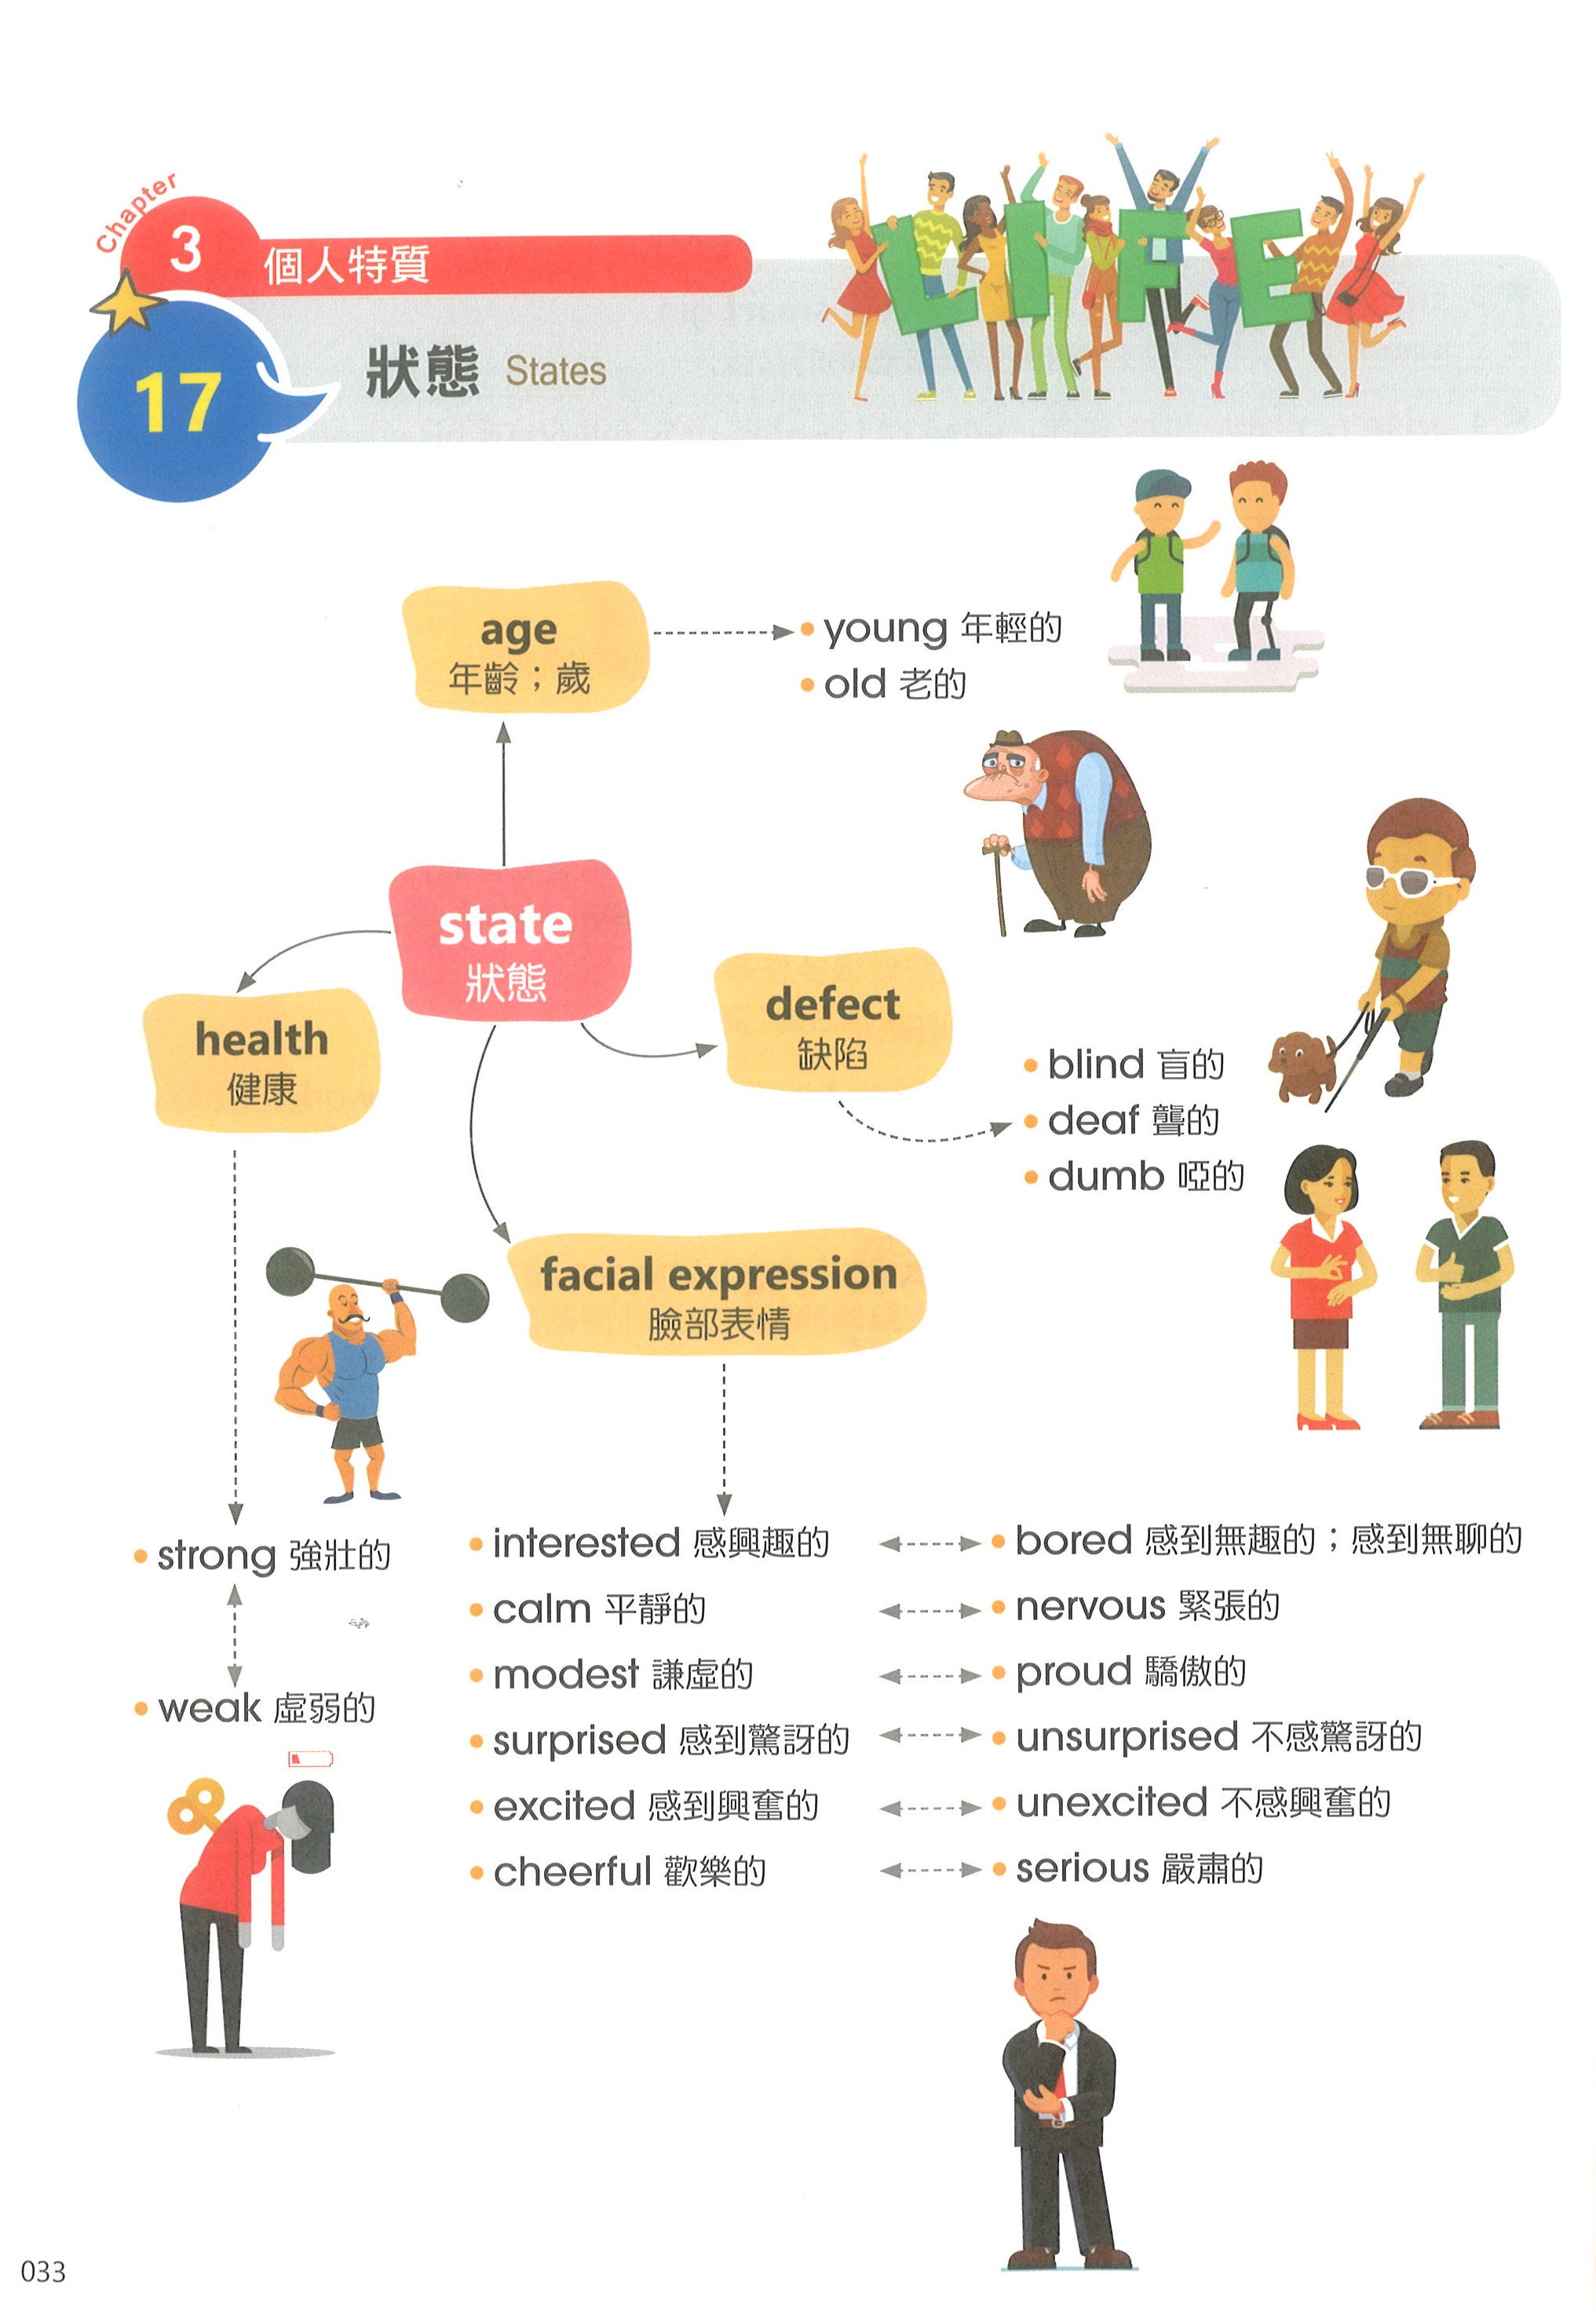 Chapter
3
個人特質
17
狀態 States
LIFE
age
年齡；歲
young 年輕的
old 老的
state
狀態
health
健康
defect
缺陷
blind 盲的
deaf 聾的
dumb 啞的
facial expression
臉部表情
strong 強壯的
weak 虛弱的
interested 感興趣的
bored 感到無趣的；感到無聊的
calm 平靜的
nervous 緊張的
modest 謙虛的
proud 驕傲的
surprised 感到驚訝的
unsurprised 不感驚訝的
excited 感到興奮的
unexcited 不感興奮的
cheerful 歡樂的
serious 嚴肅的
033